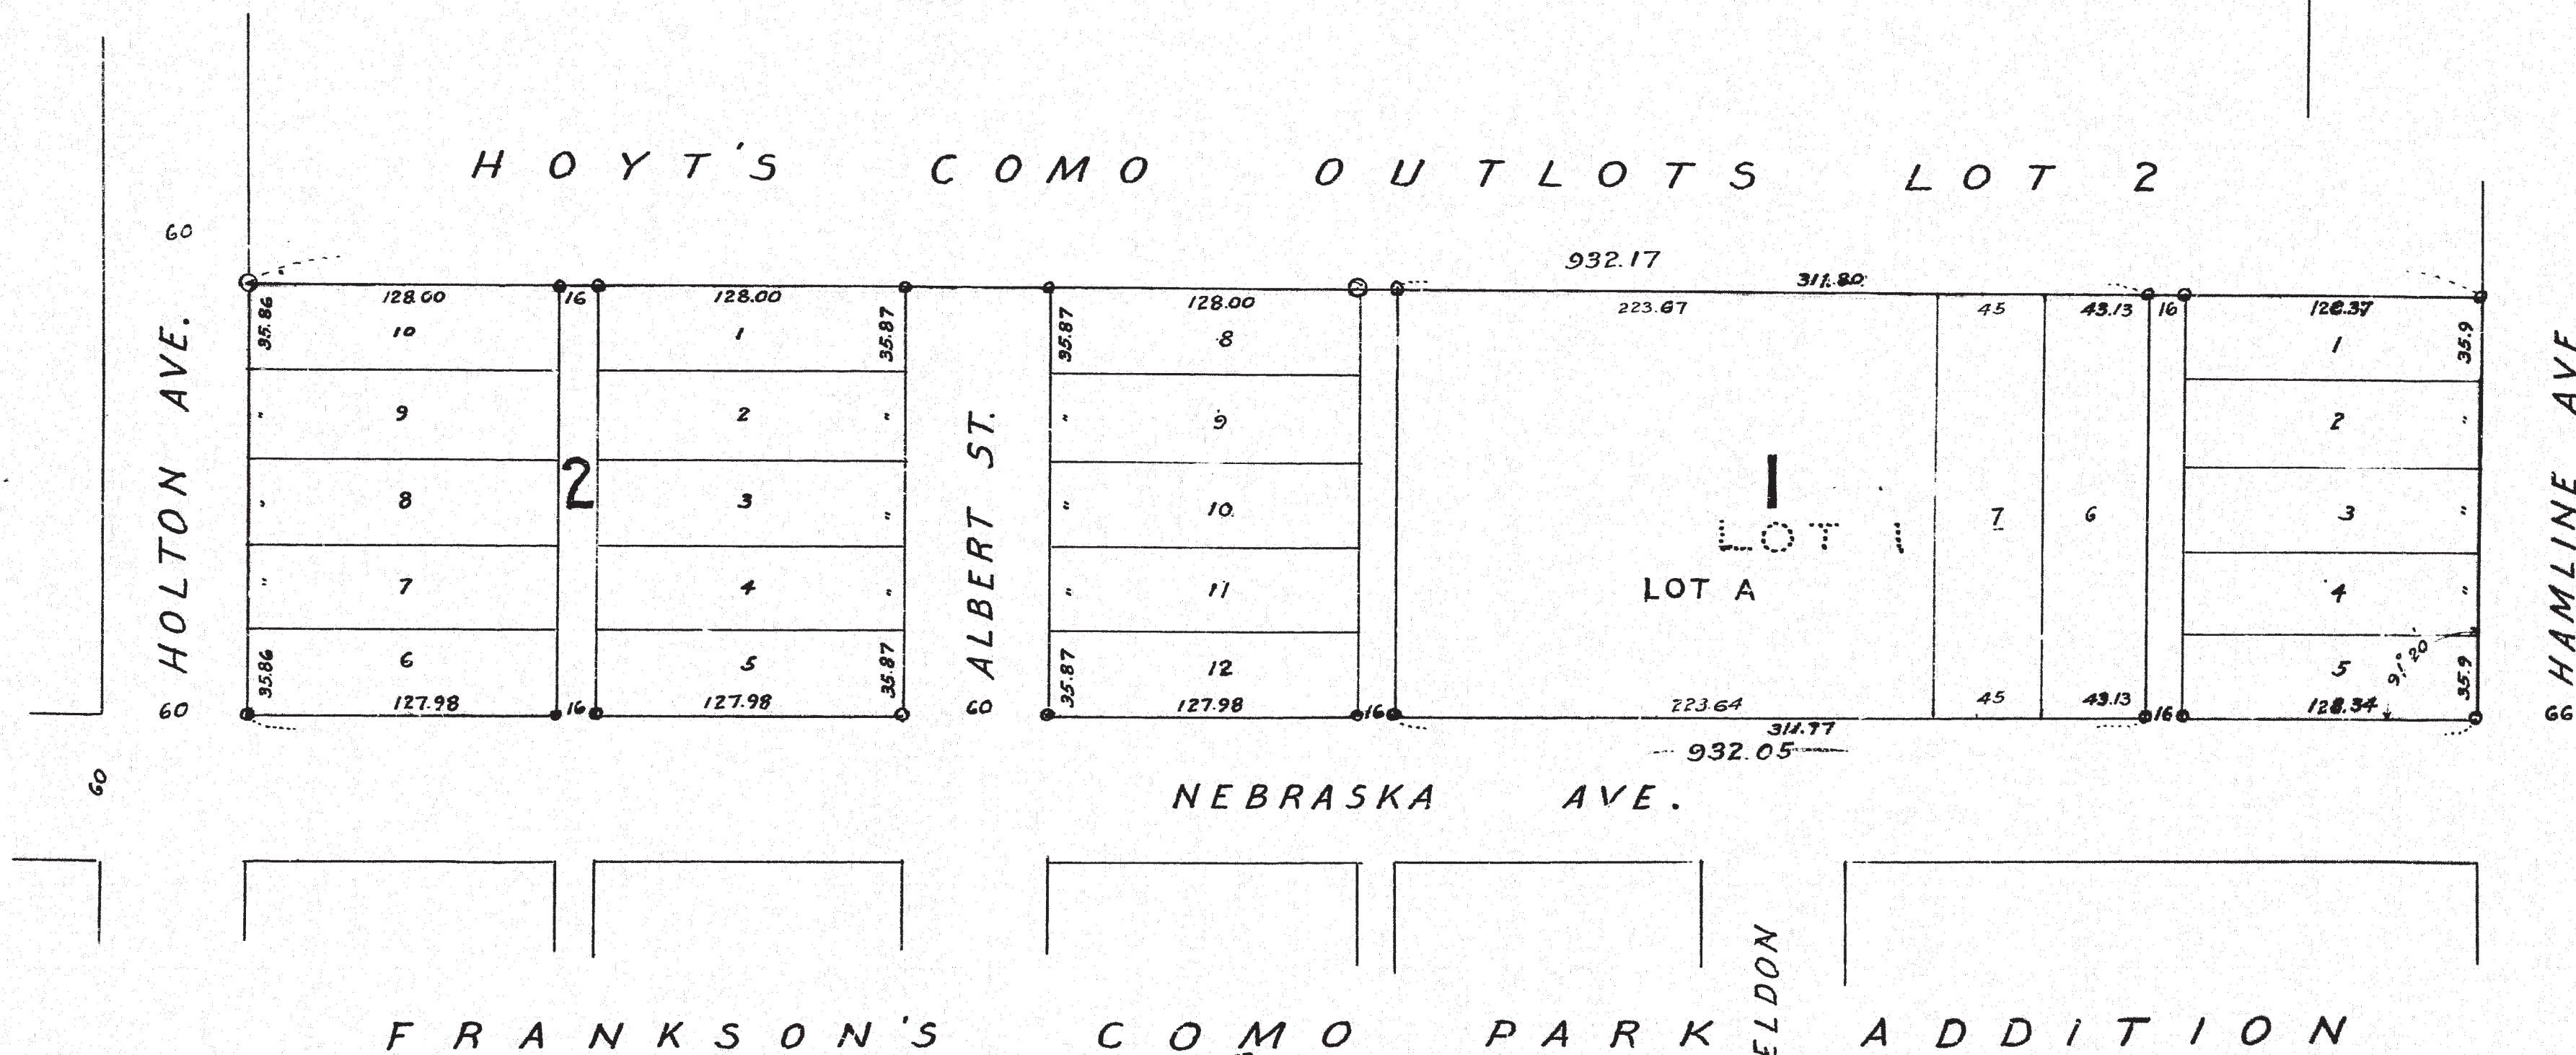 HOYT'S COMO OUTLOTS LOT 2
60
932.17
311.80
128.00 16 128.00 128.00 223.67 45 43.13 16 128.37
35.86 35.87 35.87 35.9
10 1 8 1
9 " 2 " " 9 2 "
2
8 3 " " 10 7 6 3 "
1
LOT 1
LOT A
" 7 4 " " 11 4 "
91° 20'
6 5 12 5
35.86 35.87 35.87 35.9
127.98 16 127.98 127.98 16 223.64 45 43.13 16 128.34
60 60 66
311.77
932.05
HOLTON AVE.
ALBERT ST.
HAMLINE AVE
60
NEBRASKA AVE.
ELDON
FRANKSON'S COMO PARK ADDITION